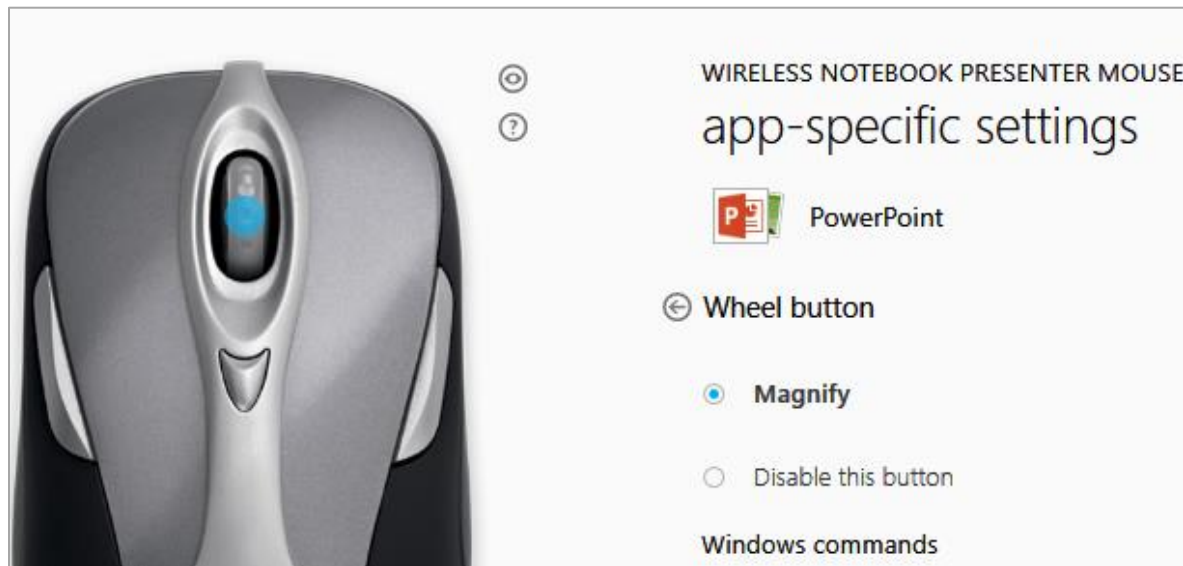 WIRELESS NOTEBOOK PRESENTER MOUSE
app-specific settings
P
PowerPoint
Wheel button
Magnify
Disable this button
Windows commands